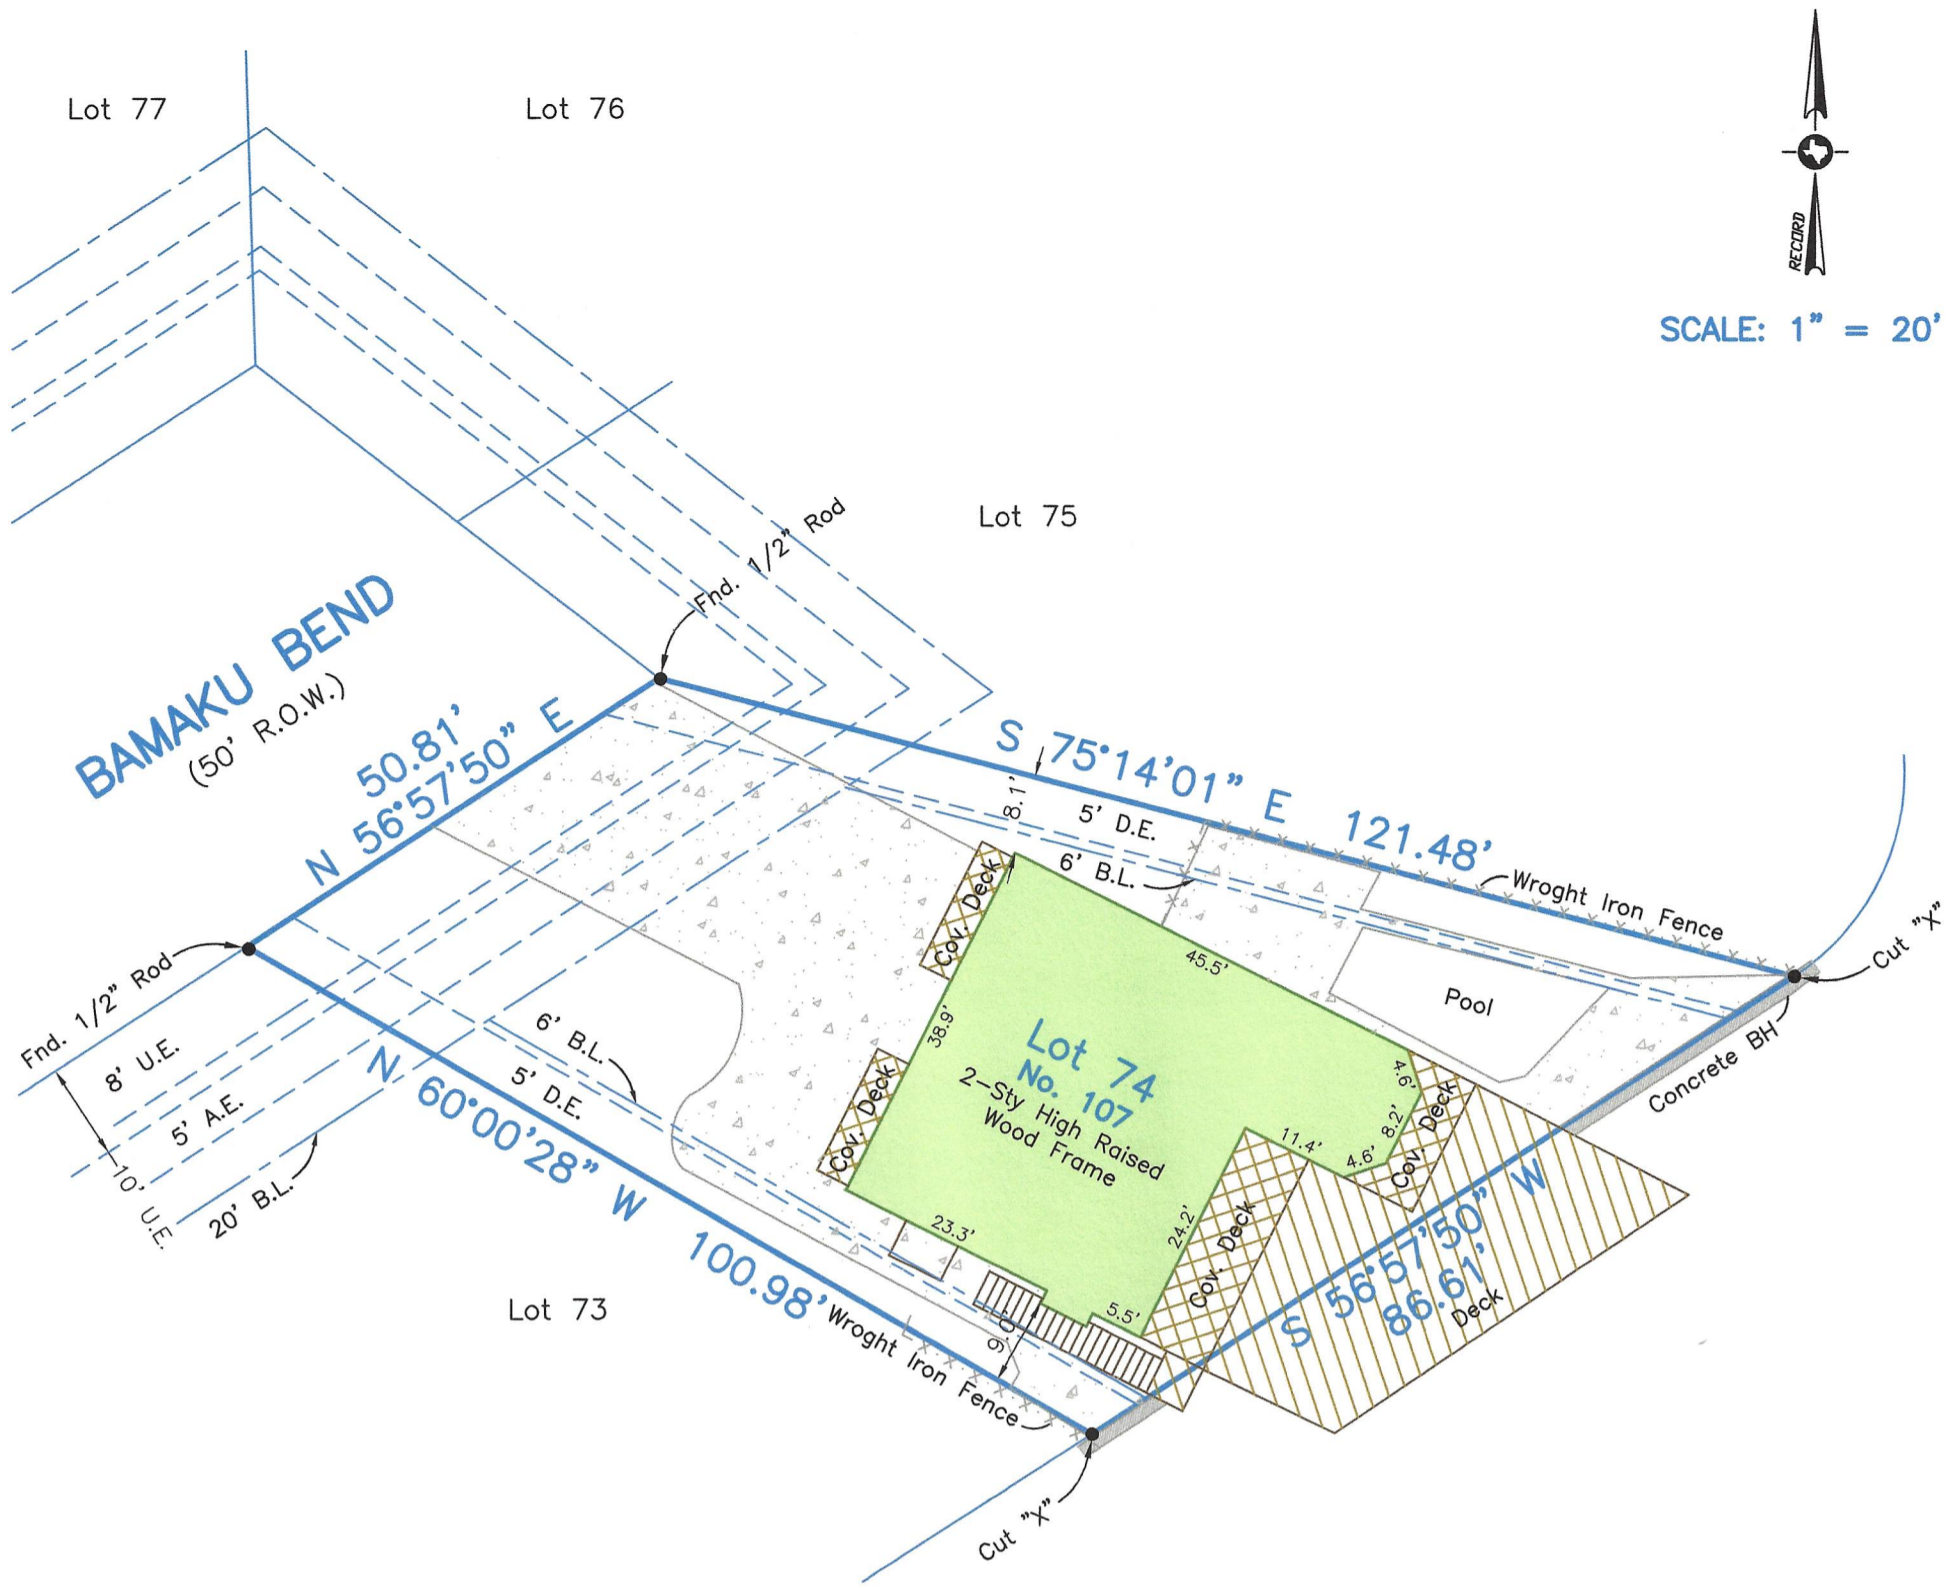 Lot 77
Lot 76
RECORD
SCALE: 1" = 20'
Lot 75
Fnd. 1/2" Rod
BAMAKU BEND
(50' R.O.W.)
50.81'
N 56°57'50" E
S 75°14'01" E 121.48'
8.1'
5' D.E.
6' B.L.
Wroght Iron Fence
Cut "X"
Cov. Deck
45.5'
Pool
Concrete BH
Fnd. 1/2" Rod
8' U.E.
5' A.E.
10' U.E.
20' B.L.
6' B.L.
5' D.E.
N 60°00'28" W 100.98'
38.9'
Lot 74
No. 107
2-Sty High Raised
Wood Frame
Cov. Deck
4.6'
8.2'
4.6'
11.4'
Cov. Deck
24.2'
Cov. Deck
23.3'
5.5'
9.0'
S 56°57'50" W
86.61'
Deck
Lot 73
Wroght Iron Fence
Cut "X"